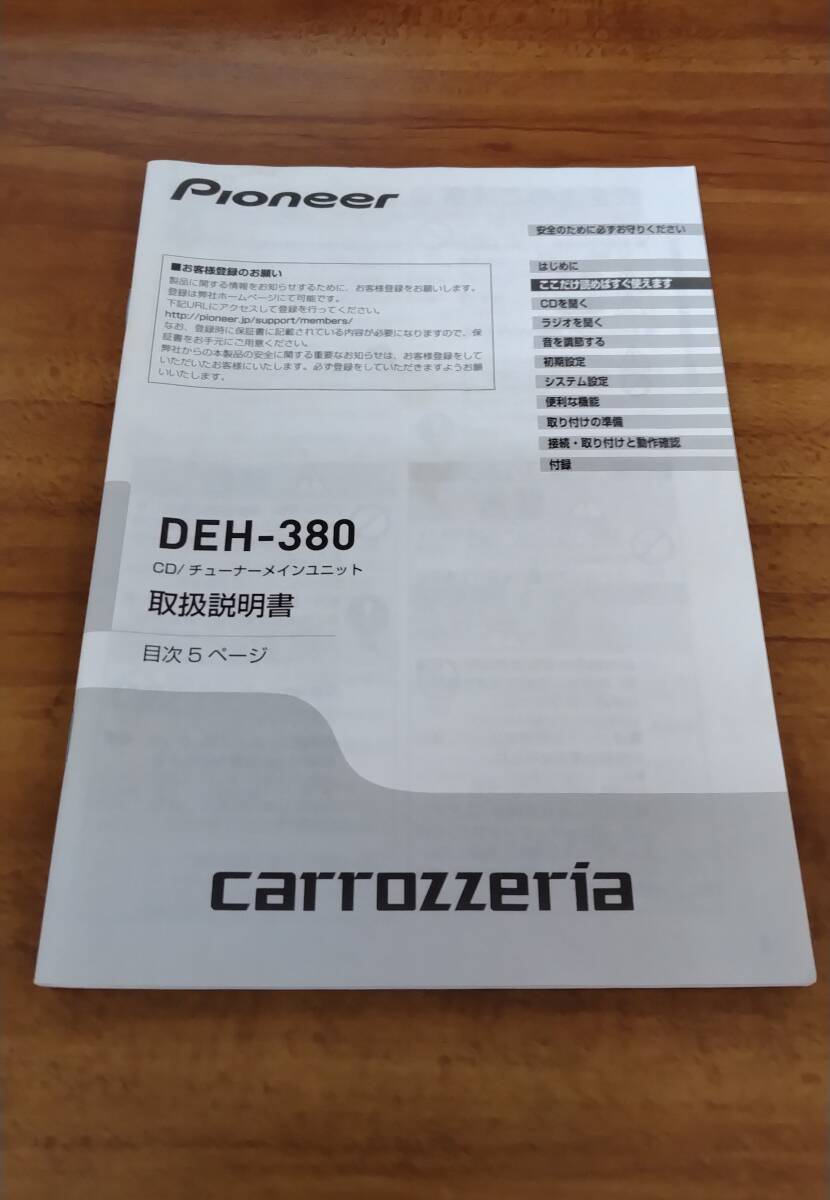 Pioneer
■お客様登録のお願い
製品に関する情報をお知らせするために、お客様登録をお願いします。
登録は弊社ホームページにて可能です。
下記URLにアクセスして登録を行ってください。
http://pioneer.jp/support/members/
なお、登録時に保証書に記載されている内容が必要になりますので、保
証書をお手元にご用意ください。
弊社からの本製品の安全に関する重要なお知らせは、お客様登録をして
いただいたお客様にいたします。必ず登録をしていただきますようお願
いいたします。
安全のために必ずお守りください
はじめに
ここだけ読めばすぐ使えます
CDを聞く
ラジオを聞く
音を調節する
初期設定
システム設定
便利な機能
取り付けの準備
接続・取り付けと動作確認
付録
DEH-380
CD/チューナーメインユニット
取扱説明書
目次 5 ページ
carrozzeria